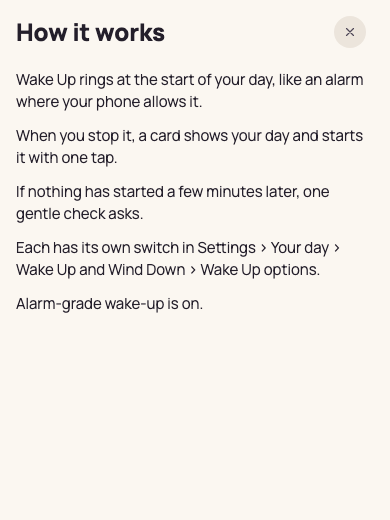 How it works
Wake Up rings at the start of your day, like an alarm
where your phone allows it.
When you stop it, a card shows your day and starts
it with one tap.
If nothing has started a few minutes later, one
gentle check asks.
Each has its own switch in Settings > Your day >
Wake Up and Wind Down > Wake Up options.
Alarm-grade wake-up is on.